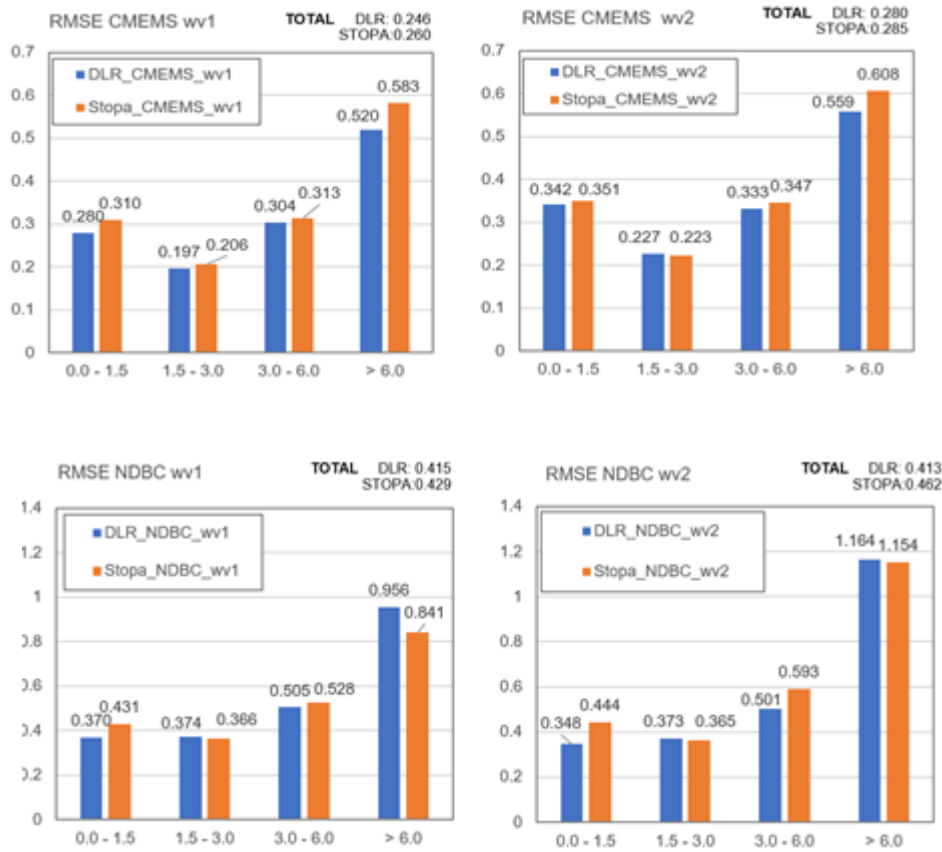 RMSE CMEMS wv1
TOTAL DLR: 0.246
STOPA:0.260
0.7
0.6
0.5
0.4
0.3
0.2
0.1
0
DLR_CMEMS_wv1
Stopa_CMEMS_wv1
0.280
0.310
0.197
0.206
0.304
0.313
0.520
0.583
0.0 - 1.5
1.5 - 3.0
3.0 - 6.0
> 6.0
RMSE CMEMS wv2
TOTAL DLR: 0.280
STOPA:0.285
0.7
0.6
0.5
0.4
0.3
0.2
0.1
0
DLR_CMEMS_wv2
Stopa_CMEMS_wv2
0.342
0.351
0.227
0.223
0.333
0.347
0.559
0.608
0.0 - 1.5
1.5 - 3.0
3.0 - 6.0
> 6.0
RMSE NDBC wv1
TOTAL DLR: 0.415
STOPA:0.429
1.4
1.2
1
0.8
0.6
0.4
0.2
0
DLR_NDBC_wv1
Stopa_NDBC_wv1
0.370
0.431
0.374
0.366
0.505
0.528
0.956
0.841
0.0 - 1.5
1.5 - 3.0
3.0 - 6.0
> 6.0
RMSE NDBC wv2
TOTAL DLR: 0.413
STOPA:0.462
1.4
1.2
1
0.8
0.6
0.4
0.2
0
DLR_NDBC_wv2
Stopa_NDBC_wv2
0.348
0.444
0.373
0.365
0.501
0.593
1.164
1.154
0.0 - 1.5
1.5 - 3.0
3.0 - 6.0
> 6.0